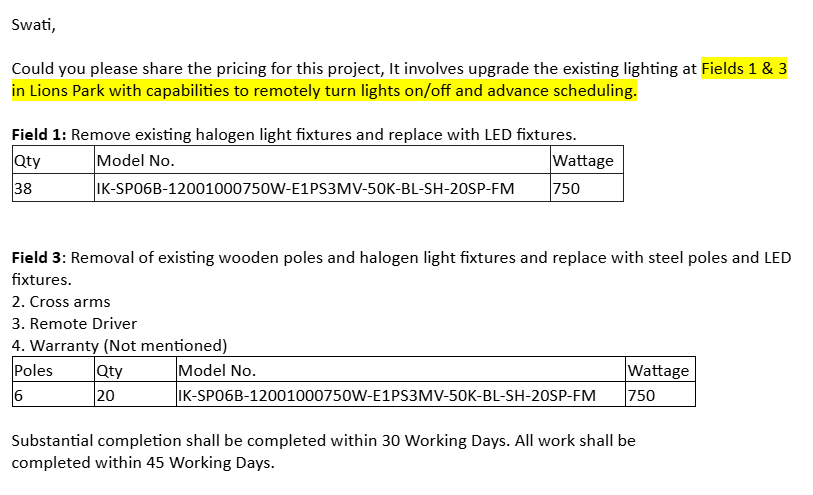 Swati,
Could you please share the pricing for this project, It involves upgrade the existing lighting at Fields 1 & 3
in Lions Park with capabilities to remotely turn lights on/off and advance scheduling.
Field 1: Remove existing halogen light fixtures and replace with LED fixtures.
Qty Model No. Wattage
38 IK-SP06B-12001000750W-E1PS3MV-50K-BL-SH-20SP-FM 750
Field 3: Removal of existing wooden poles and halogen light fixtures and replace with steel poles and LED
fixtures.
2. Cross arms
3. Remote Driver
4. Warranty (Not mentioned)
Poles Qty Model No. Wattage
6 20 IK-SP06B-12001000750W-E1PS3MV-50K-BL-SH-20SP-FM 750
Substantial completion shall be completed within 30 Working Days. All work shall be
completed within 45 Working Days.